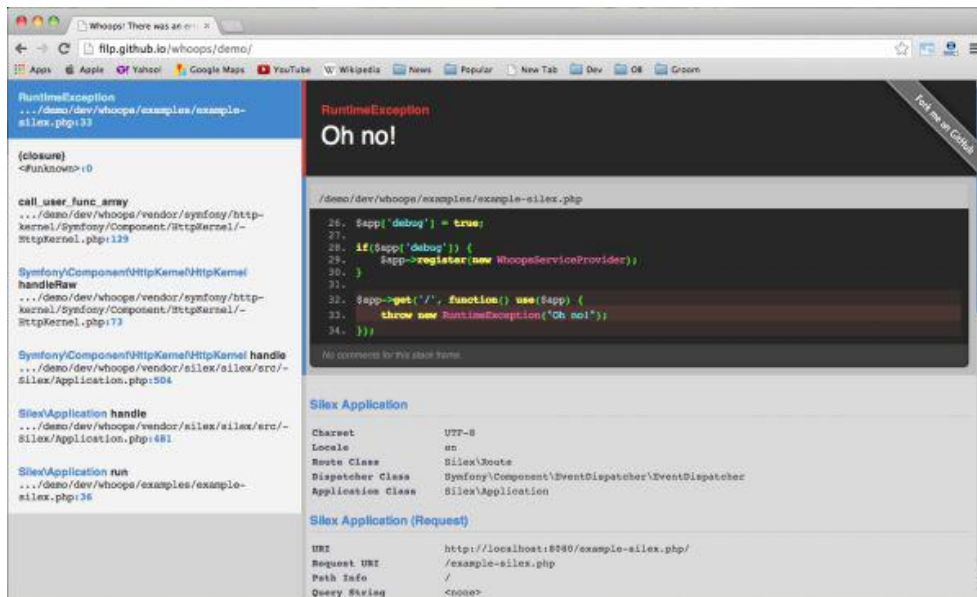 Whoops! There was an er
filp.github.io/whoops/demo/
Apps Apple Yahoo! Google Maps YouTube Wikipedia News Popular New Tab Dev OS Groom
RuntimeException
.../demo/dev/whoops/examples/example-
silex.php:33
{closure}
<#unknown>:0
call_user_func_array
.../demo/dev/whoops/vendor/symfony/http-
kernel/Symfony/Component/HttpKernel/-
HttpKernel.php:129
Symfony\Component\HttpKernel\HttpKernel
handleRaw
.../demo/dev/whoops/vendor/symfony/http-
kernel/Symfony/Component/HttpKernel/-
HttpKernel.php:73
Symfony\Component\HttpKernel\HttpKernel handle
.../demo/dev/whoops/vendor/silex/silex/src/-
Silex/Application.php:504
Silex\Application handle
.../demo/dev/whoops/vendor/silex/silex/src/-
Silex/Application.php:481
Silex\Application run
.../demo/dev/whoops/examples/example-
silex.php:36
RuntimeException
Oh no!
Fork me on GitHub
/demo/dev/whoops/examples/example-silex.php
26. $app['debug'] = true;
27.
28. if($app['debug']) {
29. $app->register(new WhoopsServiceProvider);
30. }
31.
32. $app->get('/', function() use($app) {
33. throw new RuntimeException("Oh no!");
34. });
No comments for this stack frame.
Silex Application
Charset UTF-8
Locale en
Route Class Silex\Route
Dispatcher Class Symfony\Component\EventDispatcher\EventDispatcher
Application Class Silex\Application
Silex Application (Request)
URI http://localhost:8080/example-silex.php/
Request URI /example-silex.php
Path Info /
Query String <none>